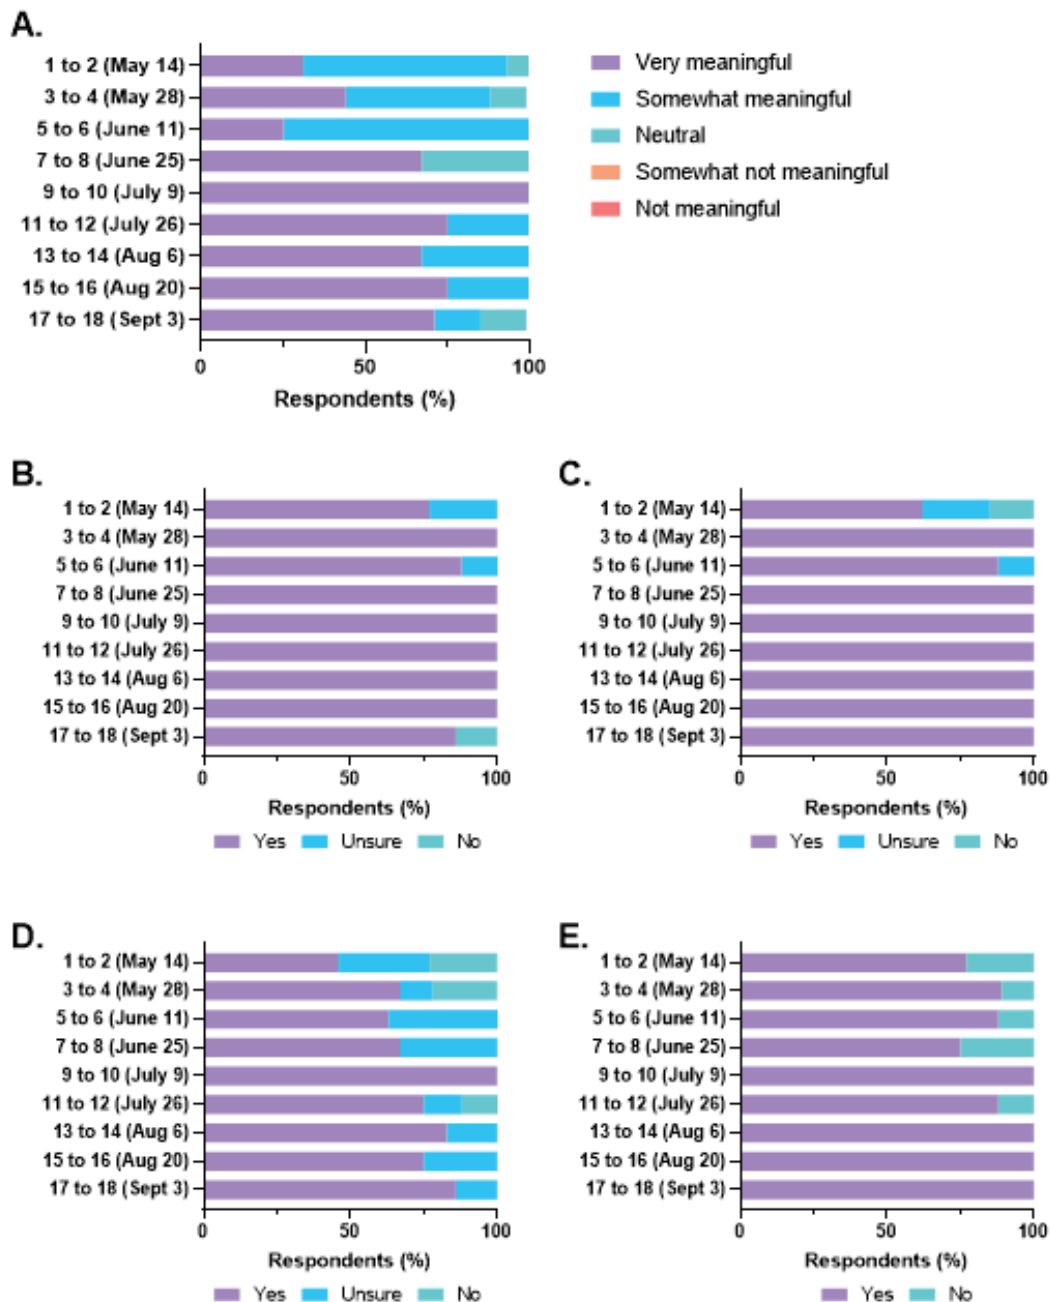 A.
1 to 2 (May 14)
3 to 4 (May 28)
5 to 6 (June 11)
7 to 8 (June 25)
9 to 10 (July 9)
11 to 12 (July 26)
13 to 14 (Aug 6)
15 to 16 (Aug 20)
17 to 18 (Sept 3)
0 50 100
Respondents (%)
Very meaningful
Somewhat meaningful
Neutral
Somewhat not meaningful
Not meaningful
B.
1 to 2 (May 14)
3 to 4 (May 28)
5 to 6 (June 11)
7 to 8 (June 25)
9 to 10 (July 9)
11 to 12 (July 26)
13 to 14 (Aug 6)
15 to 16 (Aug 20)
17 to 18 (Sept 3)
0 50 100
Respondents (%)
Yes Unsure No
C.
1 to 2 (May 14)
3 to 4 (May 28)
5 to 6 (June 11)
7 to 8 (June 25)
9 to 10 (July 9)
11 to 12 (July 26)
13 to 14 (Aug 6)
15 to 16 (Aug 20)
17 to 18 (Sept 3)
0 50 100
Respondents (%)
Yes Unsure No
D.
1 to 2 (May 14)
3 to 4 (May 28)
5 to 6 (June 11)
7 to 8 (June 25)
9 to 10 (July 9)
11 to 12 (July 26)
13 to 14 (Aug 6)
15 to 16 (Aug 20)
17 to 18 (Sept 3)
0 50 100
Respondents (%)
Yes Unsure No
E.
1 to 2 (May 14)
3 to 4 (May 28)
5 to 6 (June 11)
7 to 8 (June 25)
9 to 10 (July 9)
11 to 12 (July 26)
13 to 14 (Aug 6)
15 to 16 (Aug 20)
17 to 18 (Sept 3)
0 50 100
Respondents (%)
Yes No